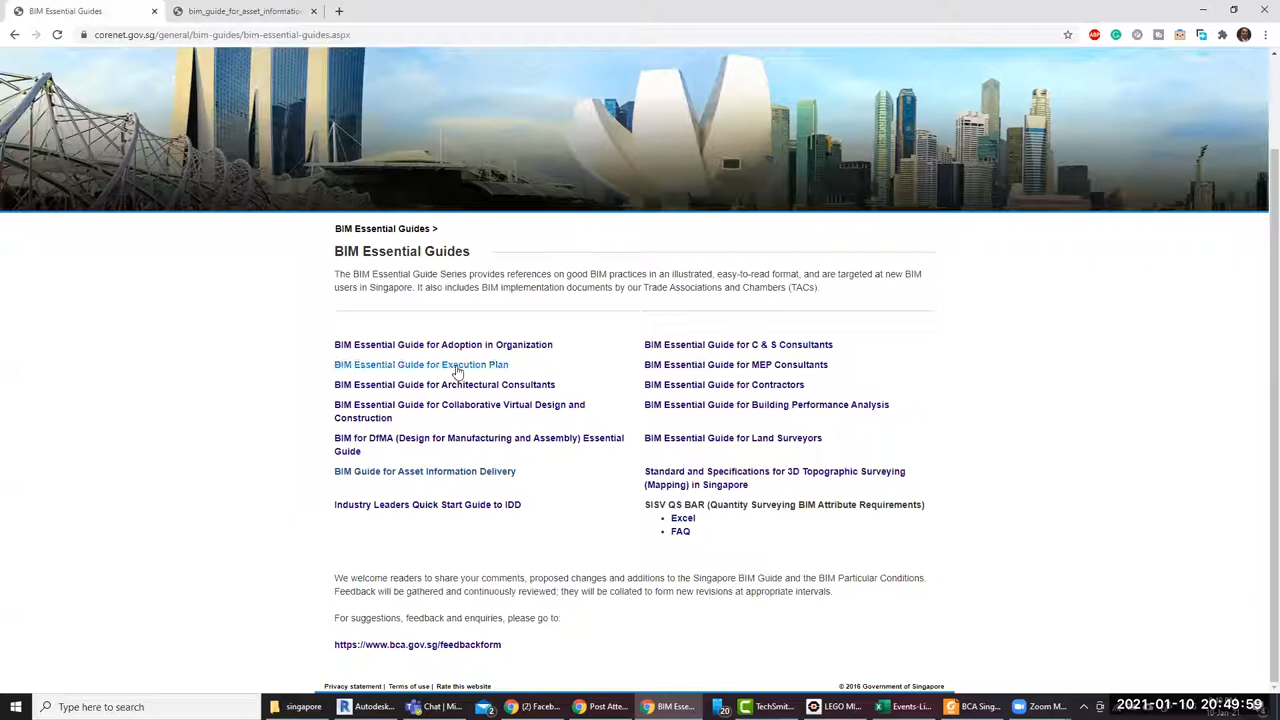 BIM Essential Guides
bim_guide_for_asset_information
corenet.gov.sg/general/bim-guides/bim-essential-guides.aspx
ABP
BIM Essential Guides >
BIM Essential Guides
The BIM Essential Guide Series provides references on good BIM practices in an illustrated, easy-to-read format, and are targeted at new BIM
users in Singapore. It also includes BIM implementation documents by our Trade Associations and Chambers (TACs).
BIM Essential Guide for Adoption in Organization
BIM Essential Guide for C & S Consultants
BIM Essential Guide for Execution Plan
BIM Essential Guide for MEP Consultants
BIM Essential Guide for Architectural Consultants
BIM Essential Guide for Contractors
BIM Essential Guide for Collaborative Virtual Design and
Construction
BIM Essential Guide for Building Performance Analysis
BIM for DfMA (Design for Manufacturing and Assembly) Essential
Guide
BIM Essential Guide for Land Surveyors
BIM Guide for Asset Information Delivery
Standard and Specifications for 3D Topographic Surveying
(Mapping) in Singapore
Industry Leaders Quick Start Guide to IDD
SISV QS BAR (Quantity Surveying BIM Attribute Requirements)
• Excel
• FAQ
We welcome readers to share your comments, proposed changes and additions to the Singapore BIM Guide and the BIM Particular Conditions.
Feedback will be gathered and continuously reviewed; they will be collated to form new revisions at appropriate intervals.
For suggestions, feedback and enquiries, please go to:
https://www.bca.gov.sg/feedbackform
Privacy statement | Terms of use | Rate this website
© 2016 Government of Singapore
Type here to search
singapore
Autodesk...
Chat | M...
2
(2) Faceb...
Post Atte...
BIM Esse...
20
TechSmit...
LEGO MI...
Events-Li...
BCA Sing...
Zoom M...
2021-01-10 20:49:59